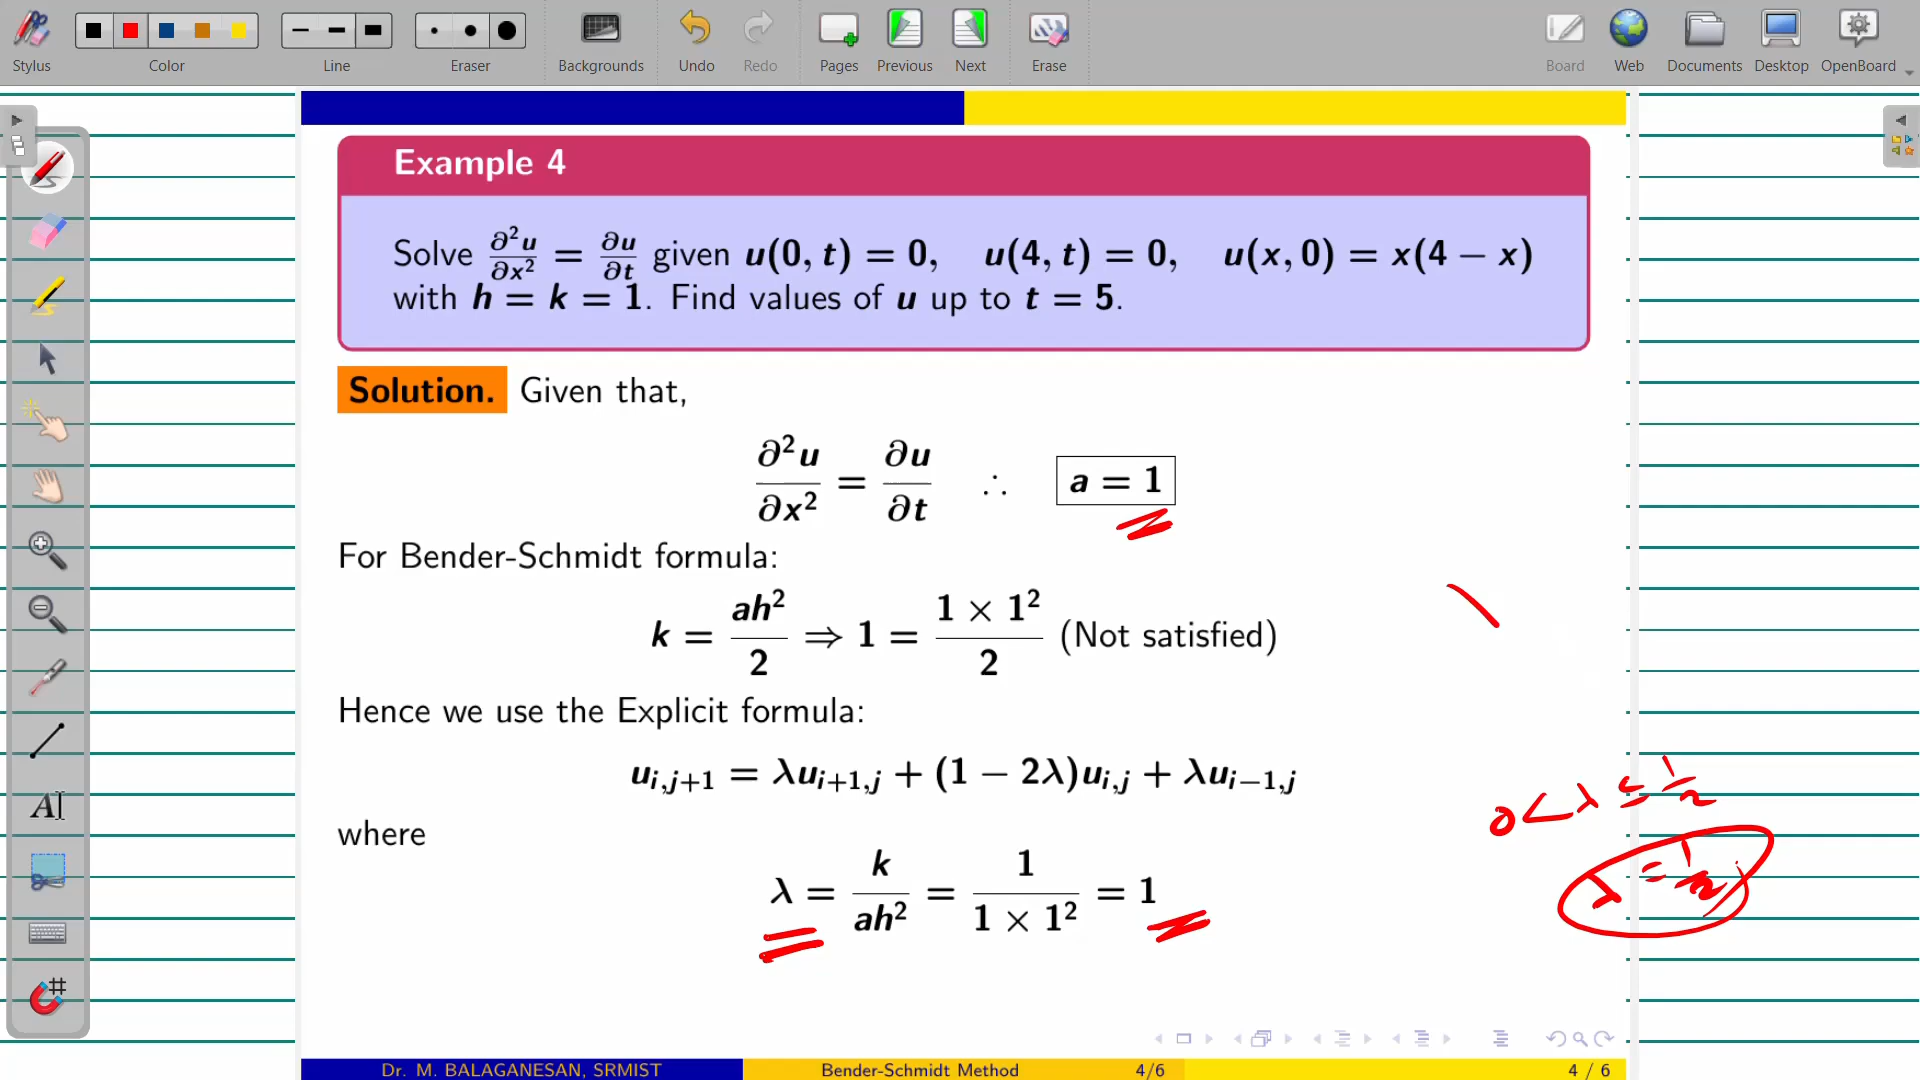 Stylus Color Line Eraser Backgrounds Undo Redo Pages Previous Next Erase Board Web Documents Desktop OpenBoard
Example 4
Solve ∂²u/∂x² = ∂u/∂t given u(0, t) = 0, u(4, t) = 0, u(x, 0) = x(4 − x)
with h = k = 1. Find values of u up to t = 5.
Solution. Given that,
∂²u/∂x² = ∂u/∂t ∴ a = 1
For Bender-Schmidt formula:
k = ah²/2 ⇒ 1 = 1 × 1²/2 (Not satisfied)
Hence we use the Explicit formula:
u_{i,j+1} = λu_{i+1,j} + (1 − 2λ)u_{i,j} + λu_{i−1,j}
0 < λ ≤ 1/2
where
λ = k/ah² = 1/1 × 1² = 1
λ = 1/2
Dr. M. BALAGANESAN, SRMIST Bender-Schmidt Method 4/6 4 / 6